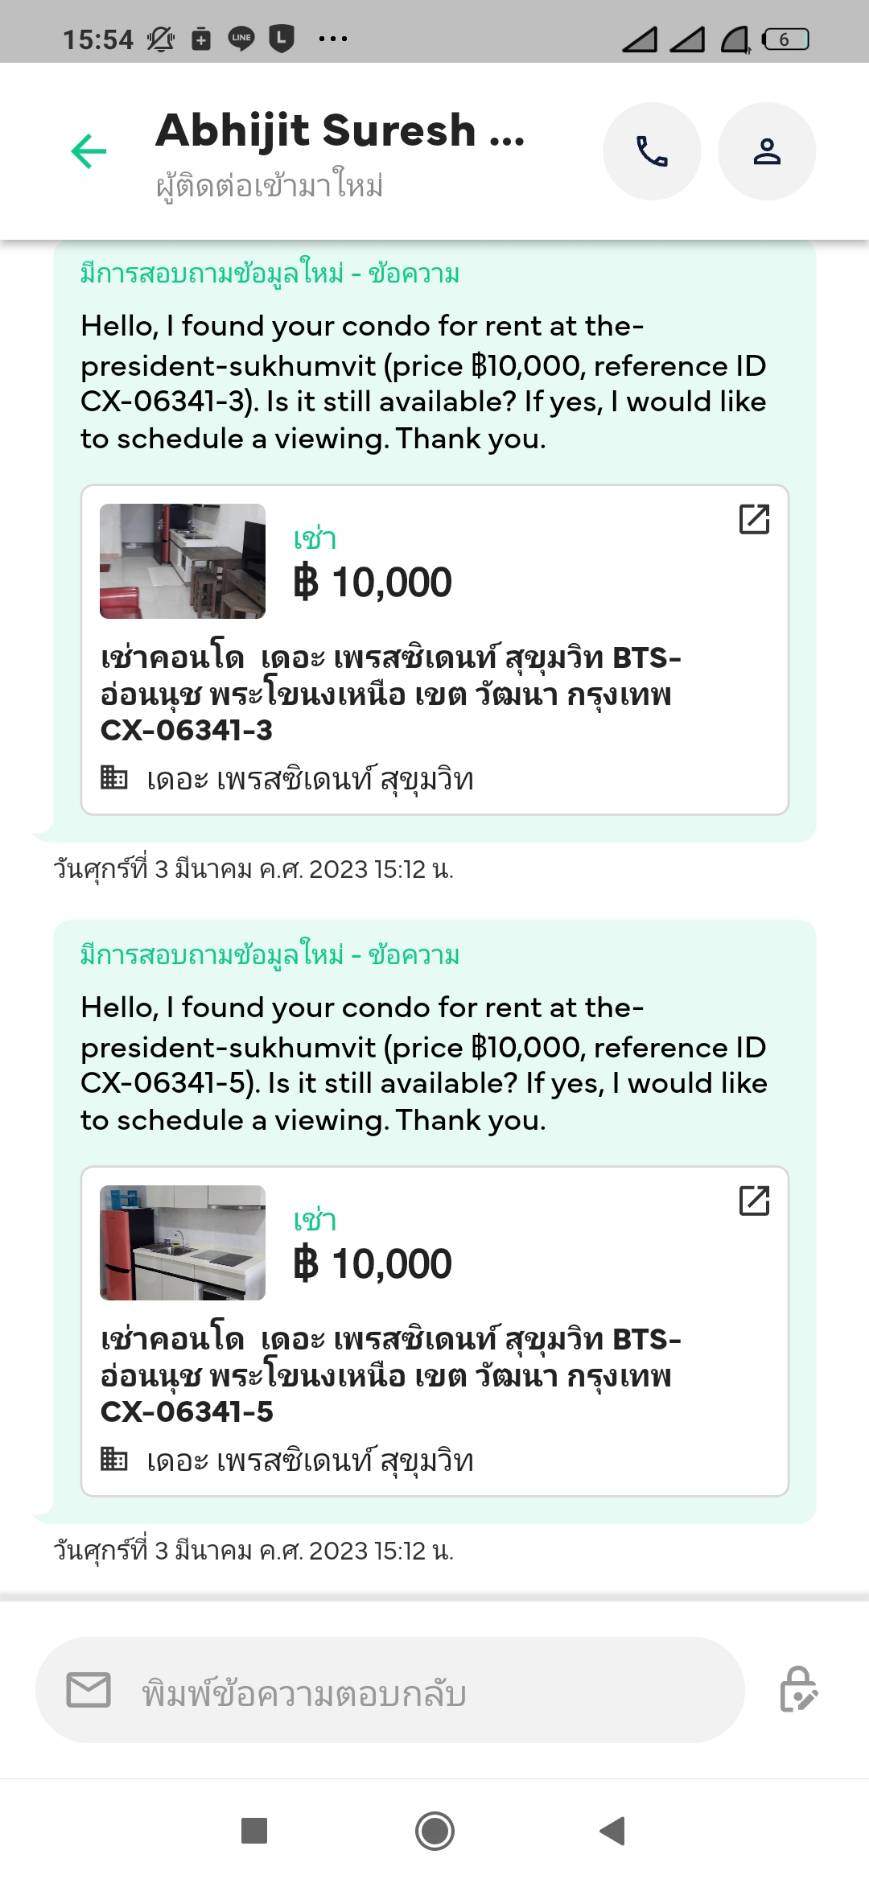 15:54 LINE L ... 6
Abhijit Suresh ...
ผู้ติดต่อเข้ามาใหม่
มีการสอบถามข้อมูลใหม่ - ข้อความ
Hello, I found your condo for rent at the-
president-sukhumvit (price ฿10,000, reference ID
CX-06341-3). Is it still available? If yes, I would like
to schedule a viewing. Thank you.
เช่า
฿ 10,000
เช่าคอนโด เดอะ เพรสซิเดนท์ สุขุมวิท BTS-
อ่อนนุช พระโขนงเหนือ เขต วัฒนา กรุงเทพ
CX-06341-3
เดอะ เพรสซิเดนท์ สุขุมวิท
วันศุกร์ที่ 3 มีนาคม ค.ศ. 2023 15:12 น.
มีการสอบถามข้อมูลใหม่ - ข้อความ
Hello, I found your condo for rent at the-
president-sukhumvit (price ฿10,000, reference ID
CX-06341-5). Is it still available? If yes, I would like
to schedule a viewing. Thank you.
เช่า
฿ 10,000
เช่าคอนโด เดอะ เพรสซิเดนท์ สุขุมวิท BTS-
อ่อนนุช พระโขนงเหนือ เขต วัฒนา กรุงเทพ
CX-06341-5
เดอะ เพรสซิเดนท์ สุขุมวิท
วันศุกร์ที่ 3 มีนาคม ค.ศ. 2023 15:12 น.
พิมพ์ข้อความตอบกลับ